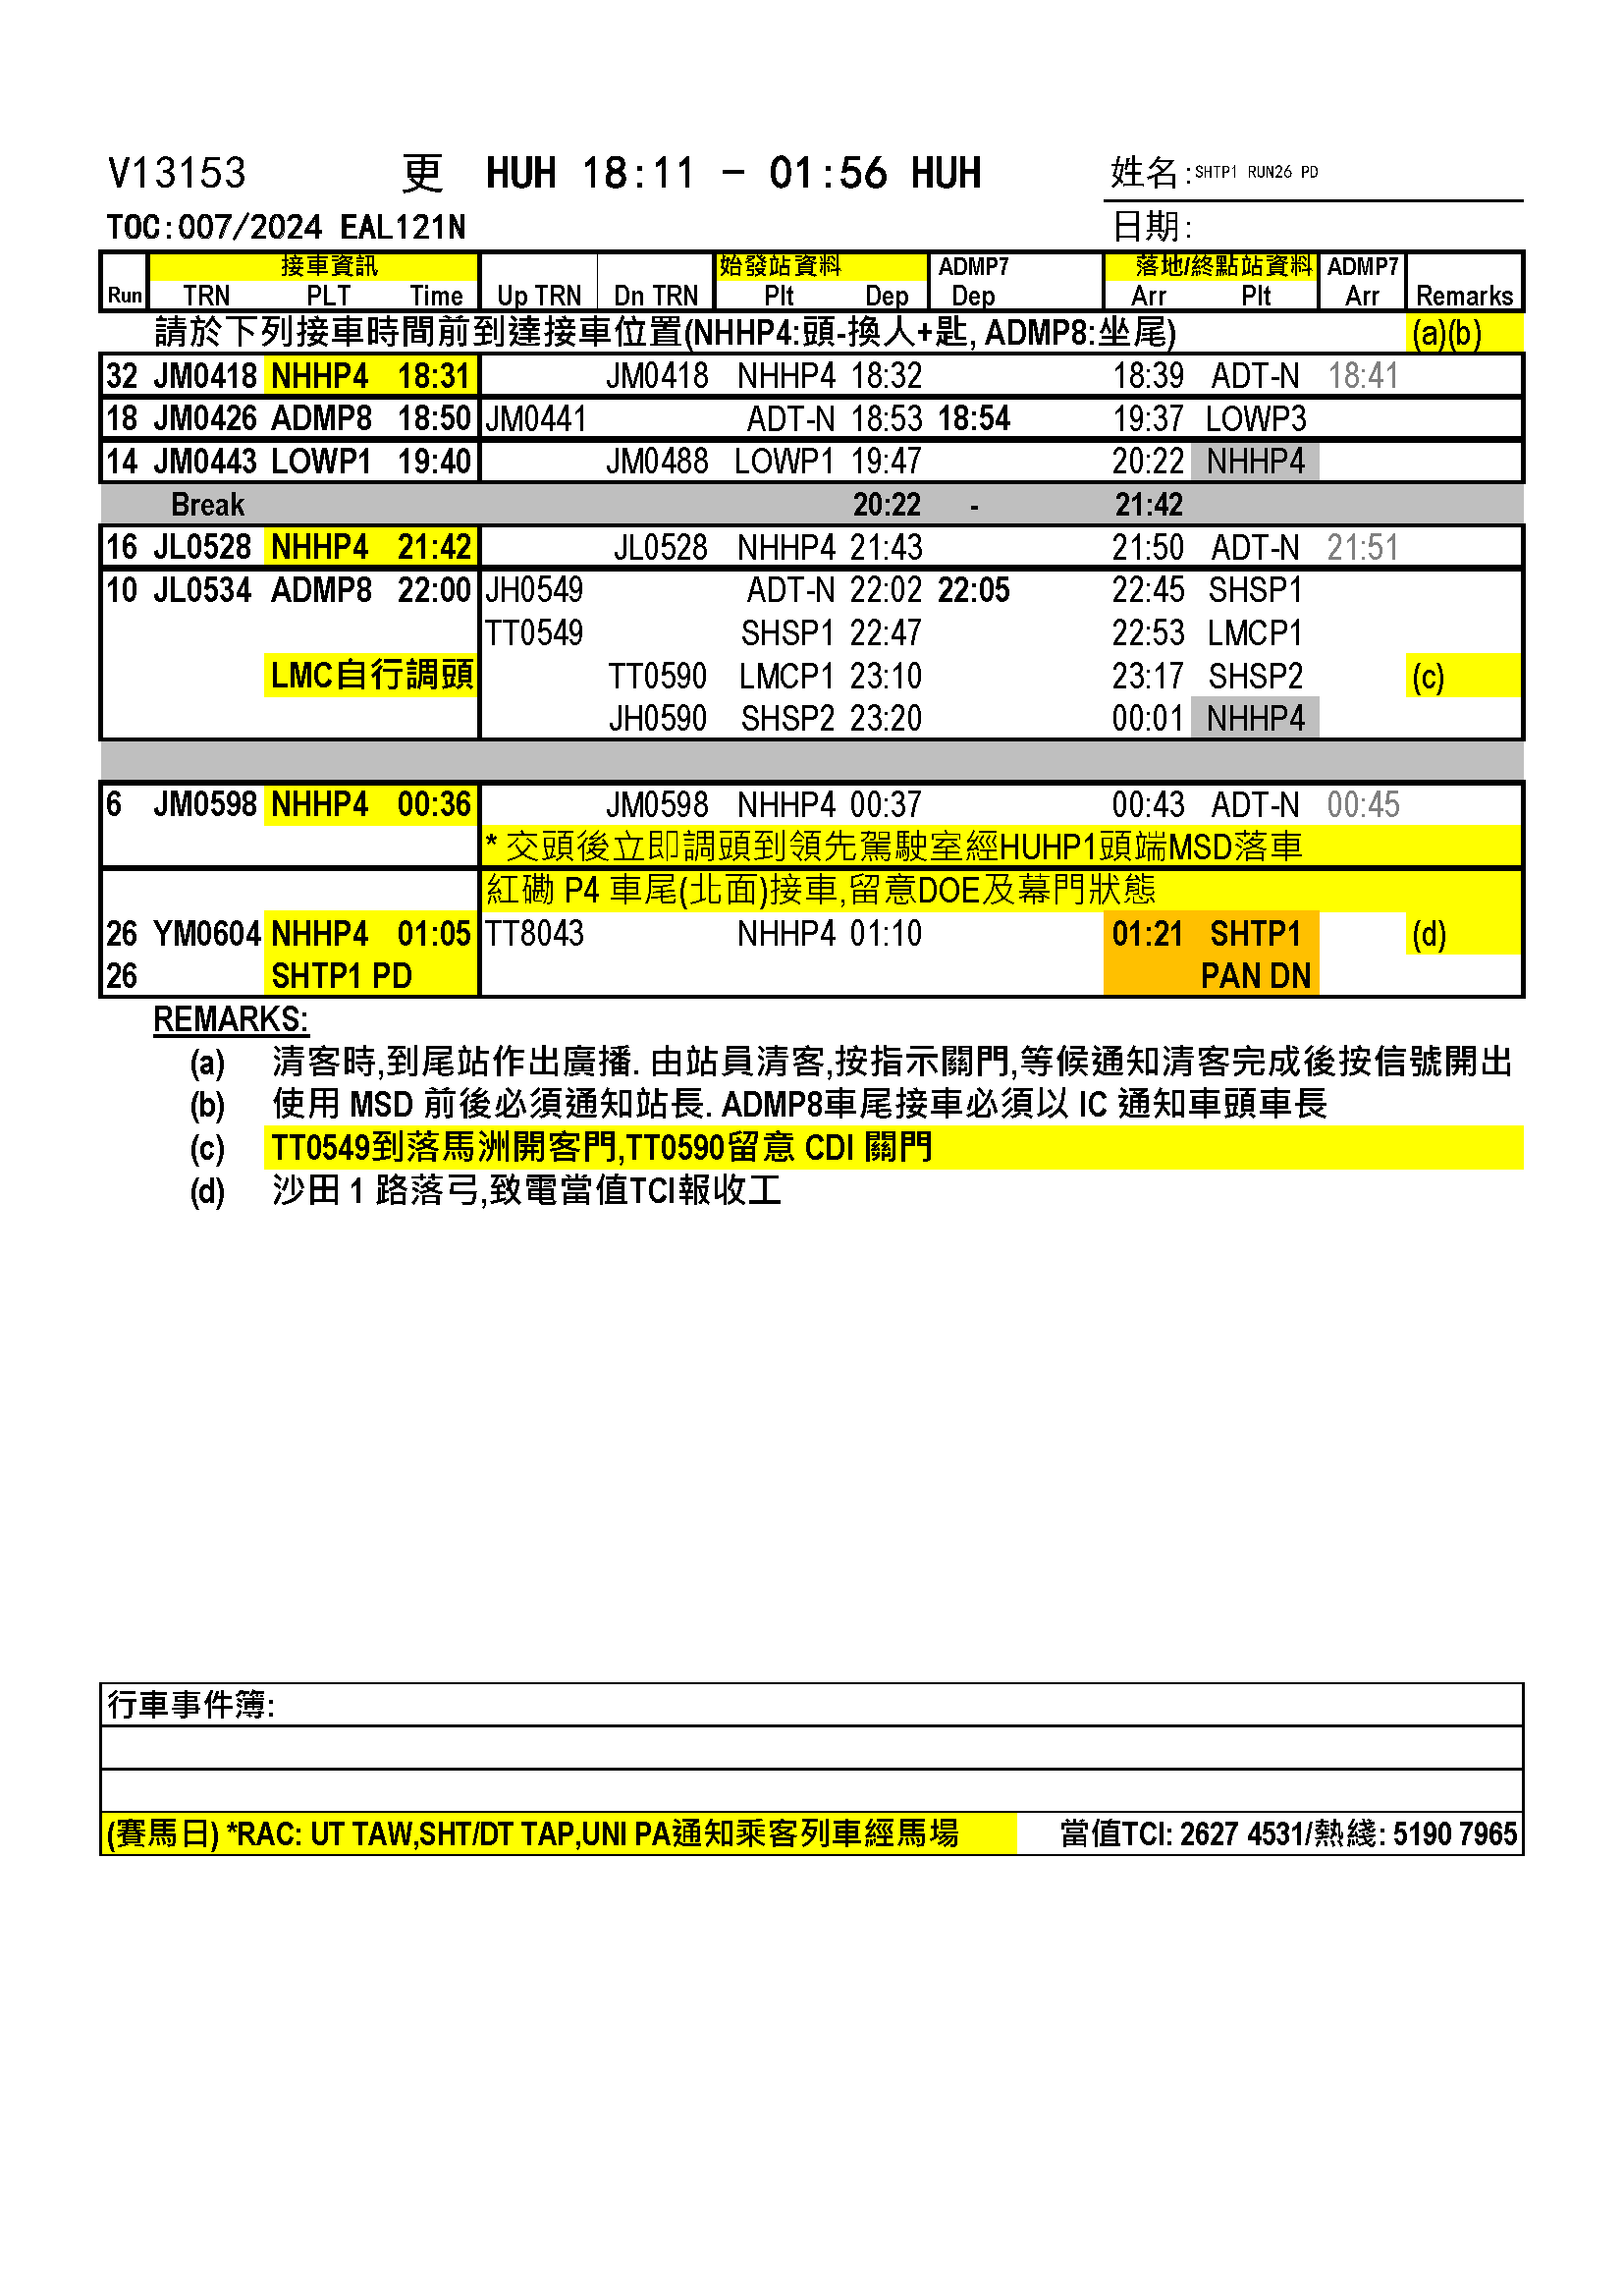 V13153 更 HUH 18:11 - 01:56 HUH 姓名:SHTP1 RUN26 PD
TOC:007/2024 EAL121N 日期:
接車資訊 始發站資料 ADMP7 落地/終點站資料 ADMP7
Run TRN PLT Time Up TRN Dn TRN Plt Dep Dep Arr Plt Arr Remarks
請於下列接車時間前到達接車位置(NHHP4:頭-換人+匙, ADMP8:坐尾) (a)(b)
32 JM0418 NHHP4 18:31 JM0418 NHHP4 18:32 18:39 ADT-N 18:41
18 JM0426 ADMP8 18:50 JM0441 ADT-N 18:53 18:54 19:37 LOWP3
14 JM0443 LOWP1 19:40 JM0488 LOWP1 19:47 20:22 NHHP4
Break 20:22 - 21:42
16 JL0528 NHHP4 21:42 JL0528 NHHP4 21:43 21:50 ADT-N 21:51
10 JL0534 ADMP8 22:00 JH0549 ADT-N 22:02 22:05 22:45 SHSP1
TT0549 SHSP1 22:47 22:53 LMCP1
LMC自行調頭 TT0590 LMCP1 23:10 23:17 SHSP2 (c)
JH0590 SHSP2 23:20 00:01 NHHP4
6 JM0598 NHHP4 00:36 JM0598 NHHP4 00:37 00:43 ADT-N 00:45
* 交頭後立即調頭到領先駕駛室經HUHP1頭端MSD落車
紅磡 P4 車尾(北面)接車,留意DOE及幕門狀態
26 YM0604 NHHP4 01:05 TT8043 NHHP4 01:10 01:21 SHTP1 (d)
26 SHTP1 PD PAN DN
REMARKS:
(a) 清客時,到尾站作出廣播. 由站員清客,按指示關門,等候通知清客完成後按信號開出
(b) 使用 MSD 前後必須通知站長. ADMP8車尾接車必須以 IC 通知車頭車長
(c) TT0549到落馬洲開客門,TT0590留意 CDI 關門
(d) 沙田 1 路落弓,致電當值TCI報收工
行車事件簿:
(賽馬日) *RAC: UT TAW,SHT/DT TAP,UNI PA通知乘客列車經馬場 當值TCI: 2627 4531/熱綫: 5190 7965